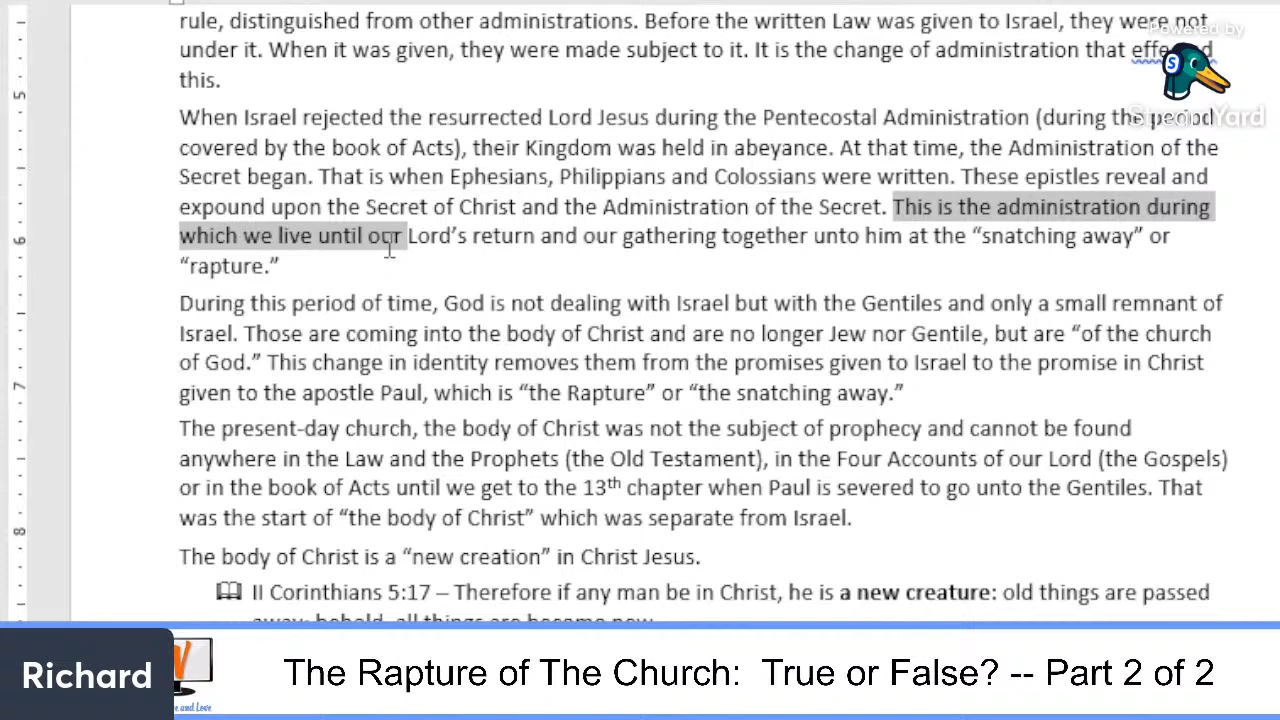 rule, distinguished from other administrations. Before the written Law was given to Israel, they were not
Powered by
under it. When it was given, they were made subject to it. It is the change of administration that effected
this.
StreamYard
5
When Israel rejected the resurrected Lord Jesus during the Pentecostal Administration (during the period
covered by the book of Acts), their Kingdom was held in abeyance. At that time, the Administration of the
Secret began. That is when Ephesians, Philippians and Colossians were written. These epistles reveal and
expound upon the Secret of Christ and the Administration of the Secret. This is the administration during
6
which we live until our Lord’s return and our gathering together unto him at the “snatching away” or
“rapture.”
During this period of time, God is not dealing with Israel but with the Gentiles and only a small remnant of
Israel. Those are coming into the body of Christ and are no longer Jew nor Gentile, but are “of the church
of God.” This change in identity removes them from the promises given to Israel to the promise in Christ
7
given to the apostle Paul, which is “the Rapture” or “the snatching away.”
The present-day church, the body of Christ was not the subject of prophecy and cannot be found
anywhere in the Law and the Prophets (the Old Testament), in the Four Accounts of our Lord (the Gospels)
or in the book of Acts until we get to the 13th chapter when Paul is severed to go unto the Gentiles. That
was the start of “the body of Christ” which was separate from Israel.
8
The body of Christ is a “new creation” in Christ Jesus.
II Corinthians 5:17 – Therefore if any man be in Christ, he is a new creature: old things are passed
away; behold, all things are become new.
Richard
The Rapture of The Church: True or False? -- Part 2 of 2
and Love